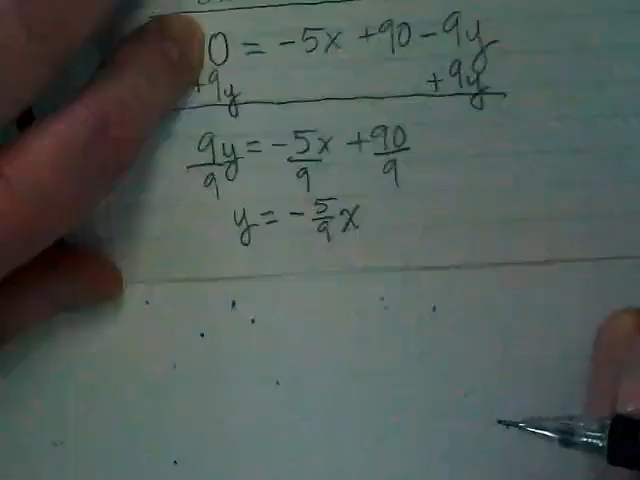 0 = -5x + 90 - 9y
+9y +9y
9y/9 = -5x/9 + 90/9
y = -5/9 x